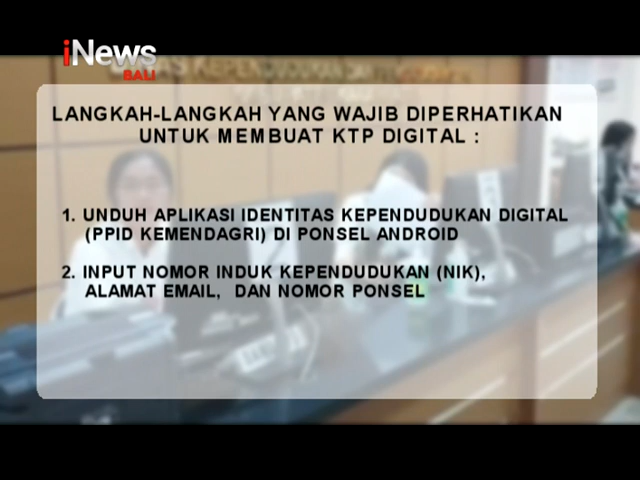 iNews
BALI
LANGKAH-LANGKAH YANG WAJIB DIPERHATIKAN
UNTUK MEMBUAT KTP DIGITAL :
1. UNDUH APLIKASI IDENTITAS KEPENDUDUKAN DIGITAL
(PPID KEMENDAGRI) DI PONSEL ANDROID
2. INPUT NOMOR INDUK KEPENDUDUKAN (NIK),
ALAMAT EMAIL, DAN NOMOR PONSEL